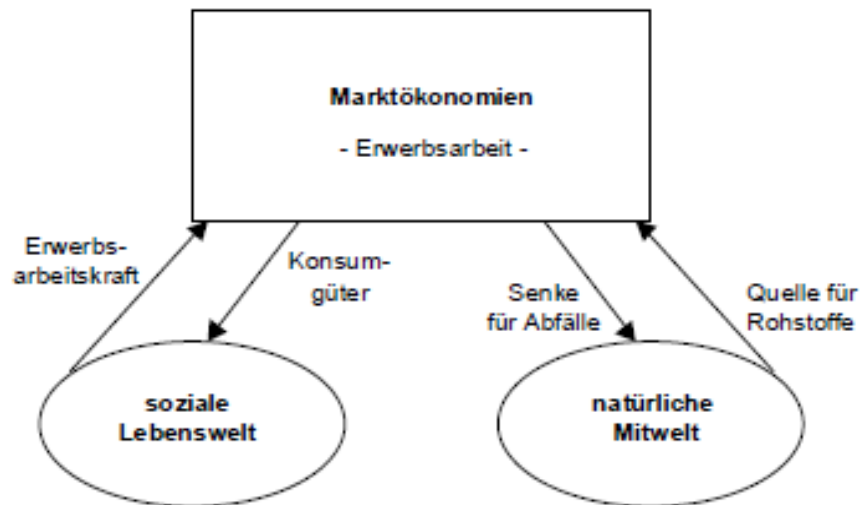 Marktökonomien
- Erwerbsarbeit -
Erwerbs-
arbeitskraft
Konsum-
güter
Senke
für Abfälle
Quelle für
Rohstoffe
soziale
Lebenswelt
natürliche
Mitwelt